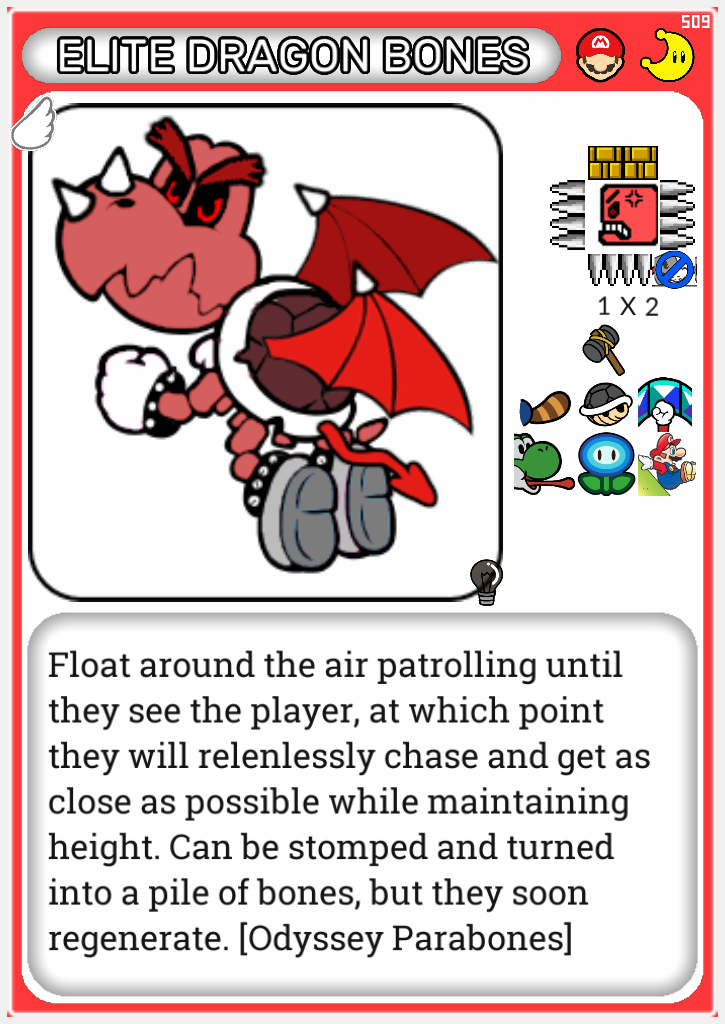 509
ELITE DRAGON BONES
M
1 X 2
Float around the air patrolling until
they see the player, at which point
they will relenlessly chase and get as
close as possible while maintaining
height. Can be stomped and turned
into a pile of bones, but they soon
regenerate. [Odyssey Parabones]